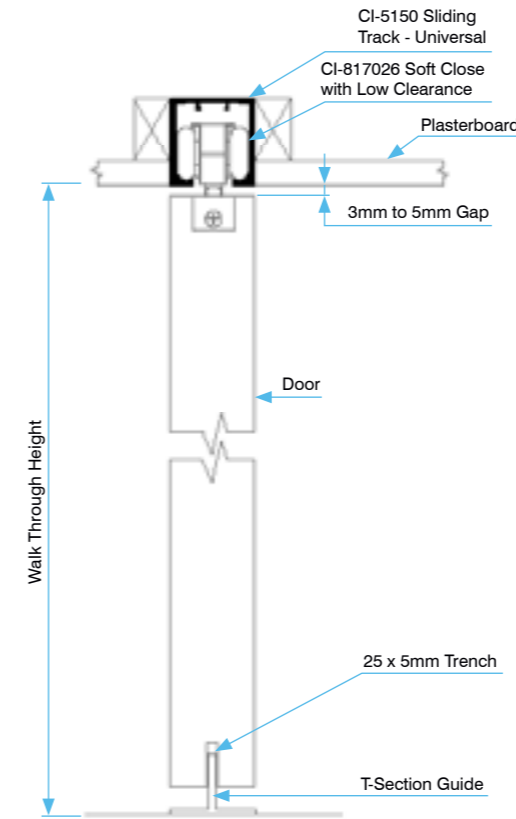 CI-5150 Sliding
Track - Universal
CI-817026 Soft Close
with Low Clearance
Plasterboard
3mm to 5mm Gap
Door
Walk Through Height
25 x 5mm Trench
T-Section Guide